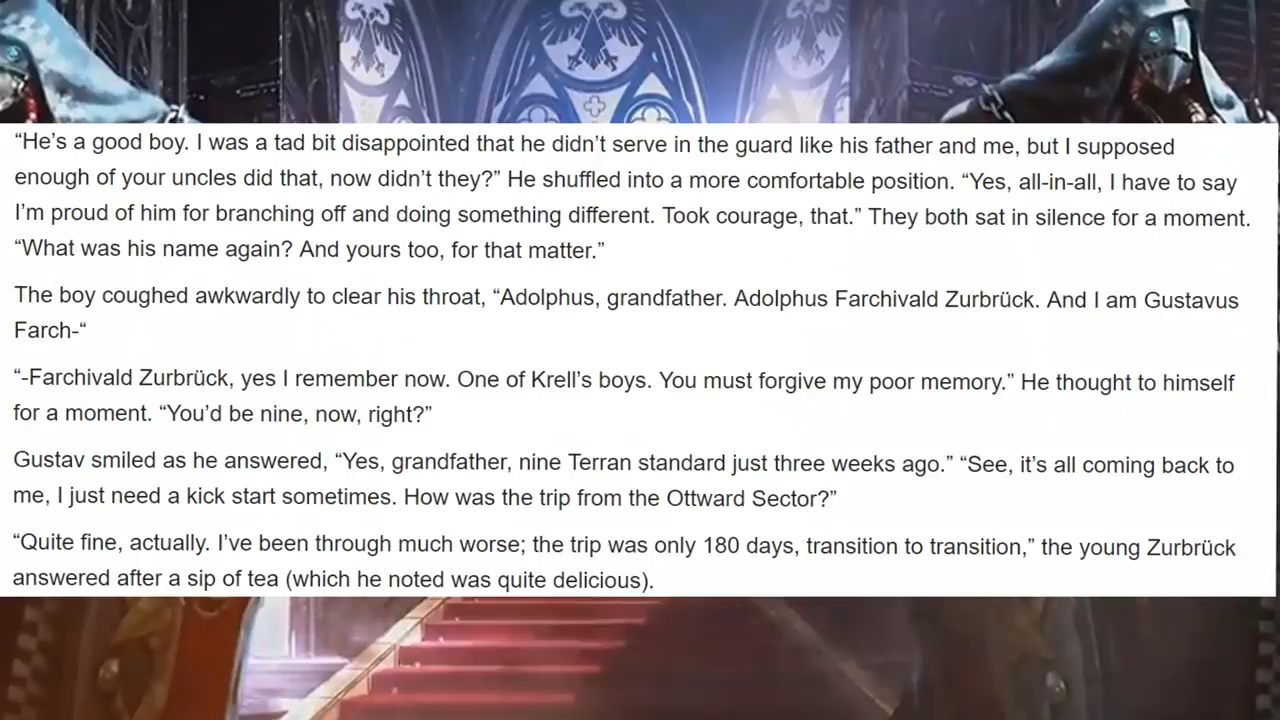 “He’s a good boy. I was a tad bit disappointed that he didn’t serve in the guard like his father and me, but I supposed
enough of your uncles did that, now didn’t they?” He shuffled into a more comfortable position. “Yes, all-in-all, I have to say
I’m proud of him for branching off and doing something different. Took courage, that.” They both sat in silence for a moment.
“What was his name again? And yours too, for that matter.”
The boy coughed awkwardly to clear his throat, “Adolphus, grandfather. Adolphus Farchivald Zurbrück. And I am Gustavus
Farch-“
“-Farchivald Zurbrück, yes I remember now. One of Krell’s boys. You must forgive my poor memory.” He thought to himself
for a moment. “You’d be nine, now, right?”
Gustav smiled as he answered, “Yes, grandfather, nine Terran standard just three weeks ago.” “See, it’s all coming back to
me, I just need a kick start sometimes. How was the trip from the Ottward Sector?”
“Quite fine, actually. I’ve been through much worse; the trip was only 180 days, transition to transition,” the young Zurbrück
answered after a sip of tea (which he noted was quite delicious).